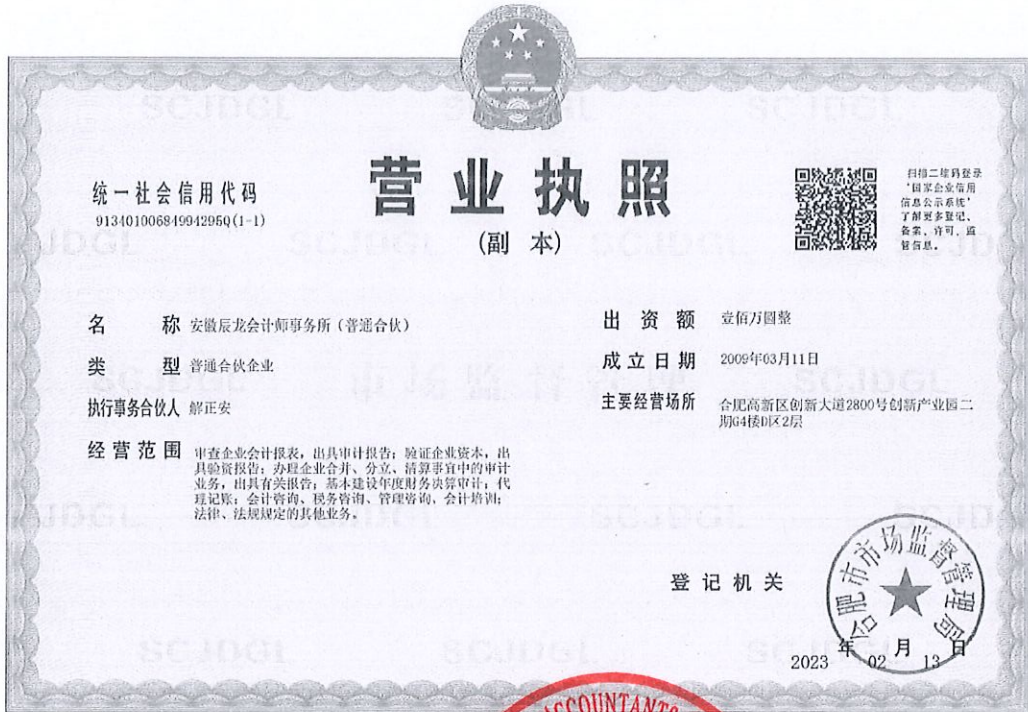 营业执照
(副 本)
统一社会信用代码
91340100684994295Q(1-1)
扫描二维码登录
‘国家企业信用
信息公示系统’
了解更多登记、
备案、许可、监
管信息。
名 称 安徽辰龙会计师事务所（普通合伙）
类 型 普通合伙企业
执行事务合伙人 解正安
经营范围 审查企业会计报表，出具审计报告；验证企业资本，出
具验资报告；办理企业合并、分立、清算事宜中的审计
业务，出具有关报告；基本建设年度财务决算审计；代
理记账；会计咨询、税务咨询、管理咨询、会计培训；
法律、法规规定的其他业务。
出 资 额 壹佰万圆整
成立日期 2009年03月11日
主要经营场所 合肥高新区创新大道2800号创新产业园二
期G4楼D区2层
登记机关
合肥市市场监督管理局
2023 年 02 月 13 日
ACCOUNTANTS
SCJDGL
市场监督管理